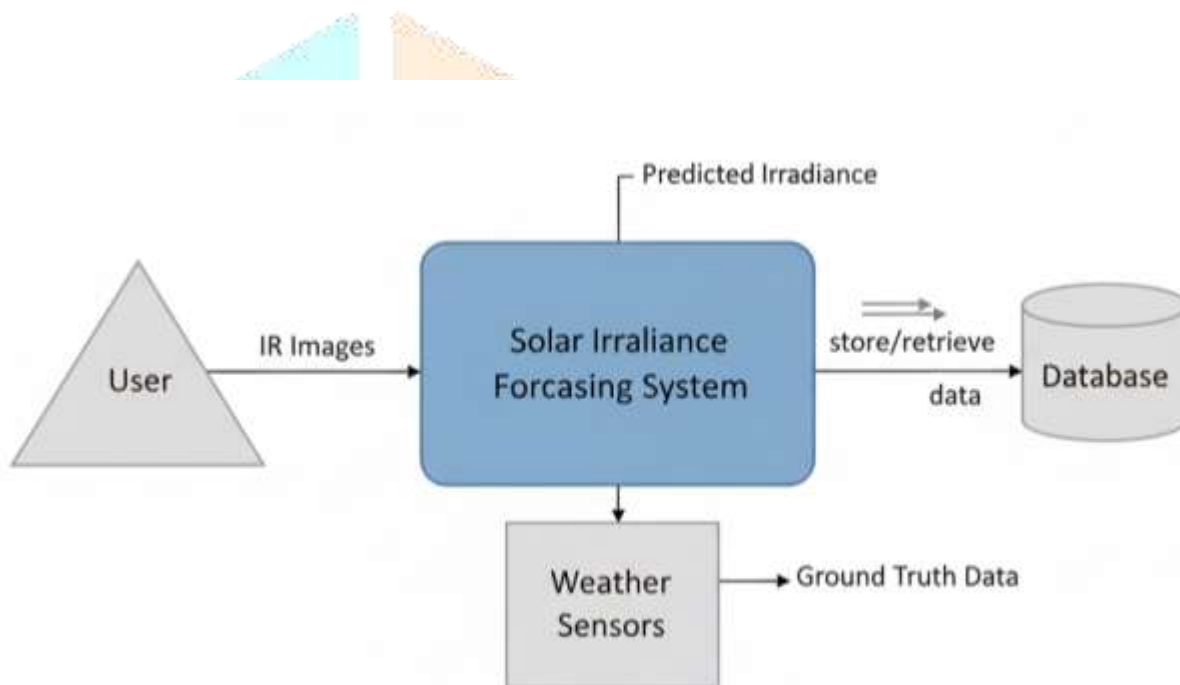 Predicted Irradiance
User
IR Images
Solar Irraliance
Forcasing System
store/retrieve
data
Database
Weather
Sensors
Ground Truth Data